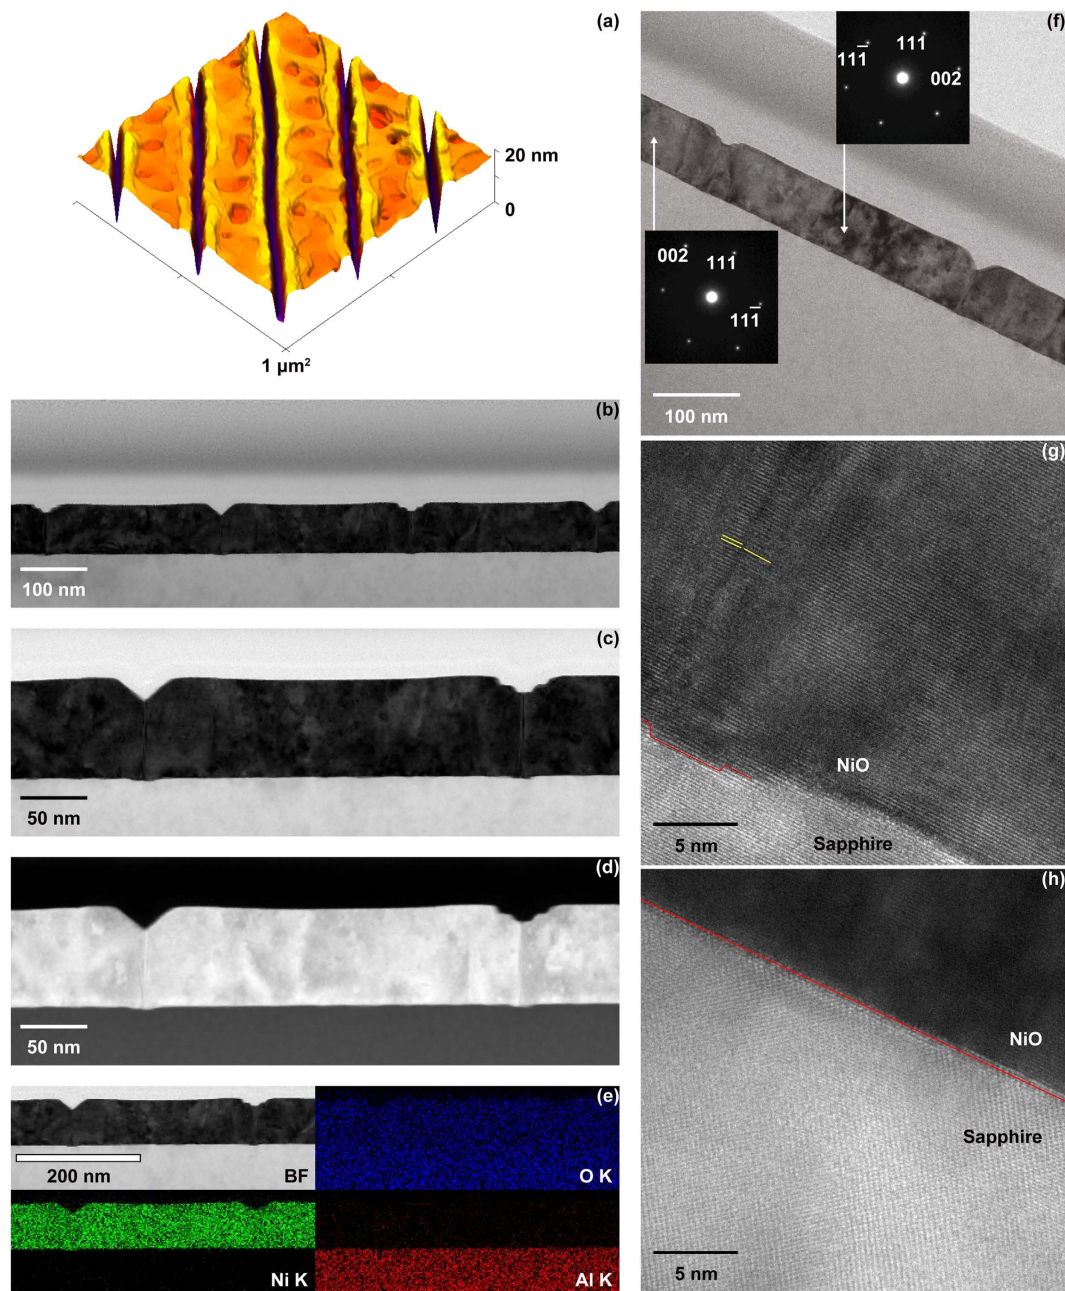 (a)
20 nm
0
1 µm²
(b)
100 nm
(c)
50 nm
(d)
50 nm
(e)
200 nm
BF
O K
Ni K
Al K
(f)
111̅
111
002
002
111
111̅
100 nm
(g)
NiO
5 nm
Sapphire
(h)
NiO
Sapphire
5 nm